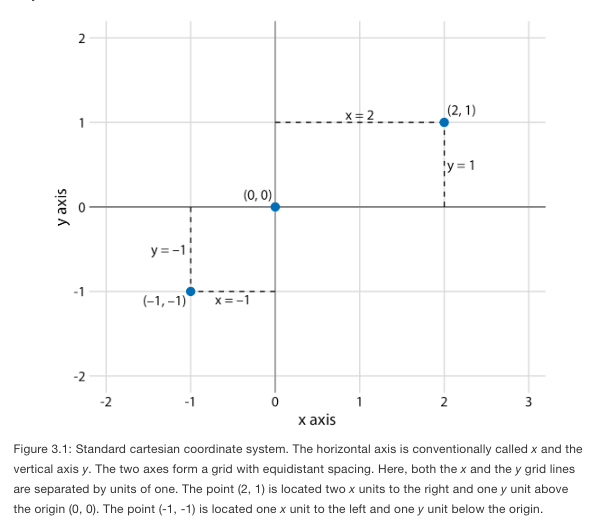 2
(2, 1)
x = 2
1
y = 1
(0, 0)
y axis
0
y = −1
-1
(−1, −1)
x = −1
-2
-2 -1 0 1 2 3
x axis
Figure 3.1: Standard cartesian coordinate system. The horizontal axis is conventionally called x and the
vertical axis y. The two axes form a grid with equidistant spacing. Here, both the x and the y grid lines
are separated by units of one. The point (2, 1) is located two x units to the right and one y unit above
the origin (0, 0). The point (-1, -1) is located one x unit to the left and one y unit below the origin.